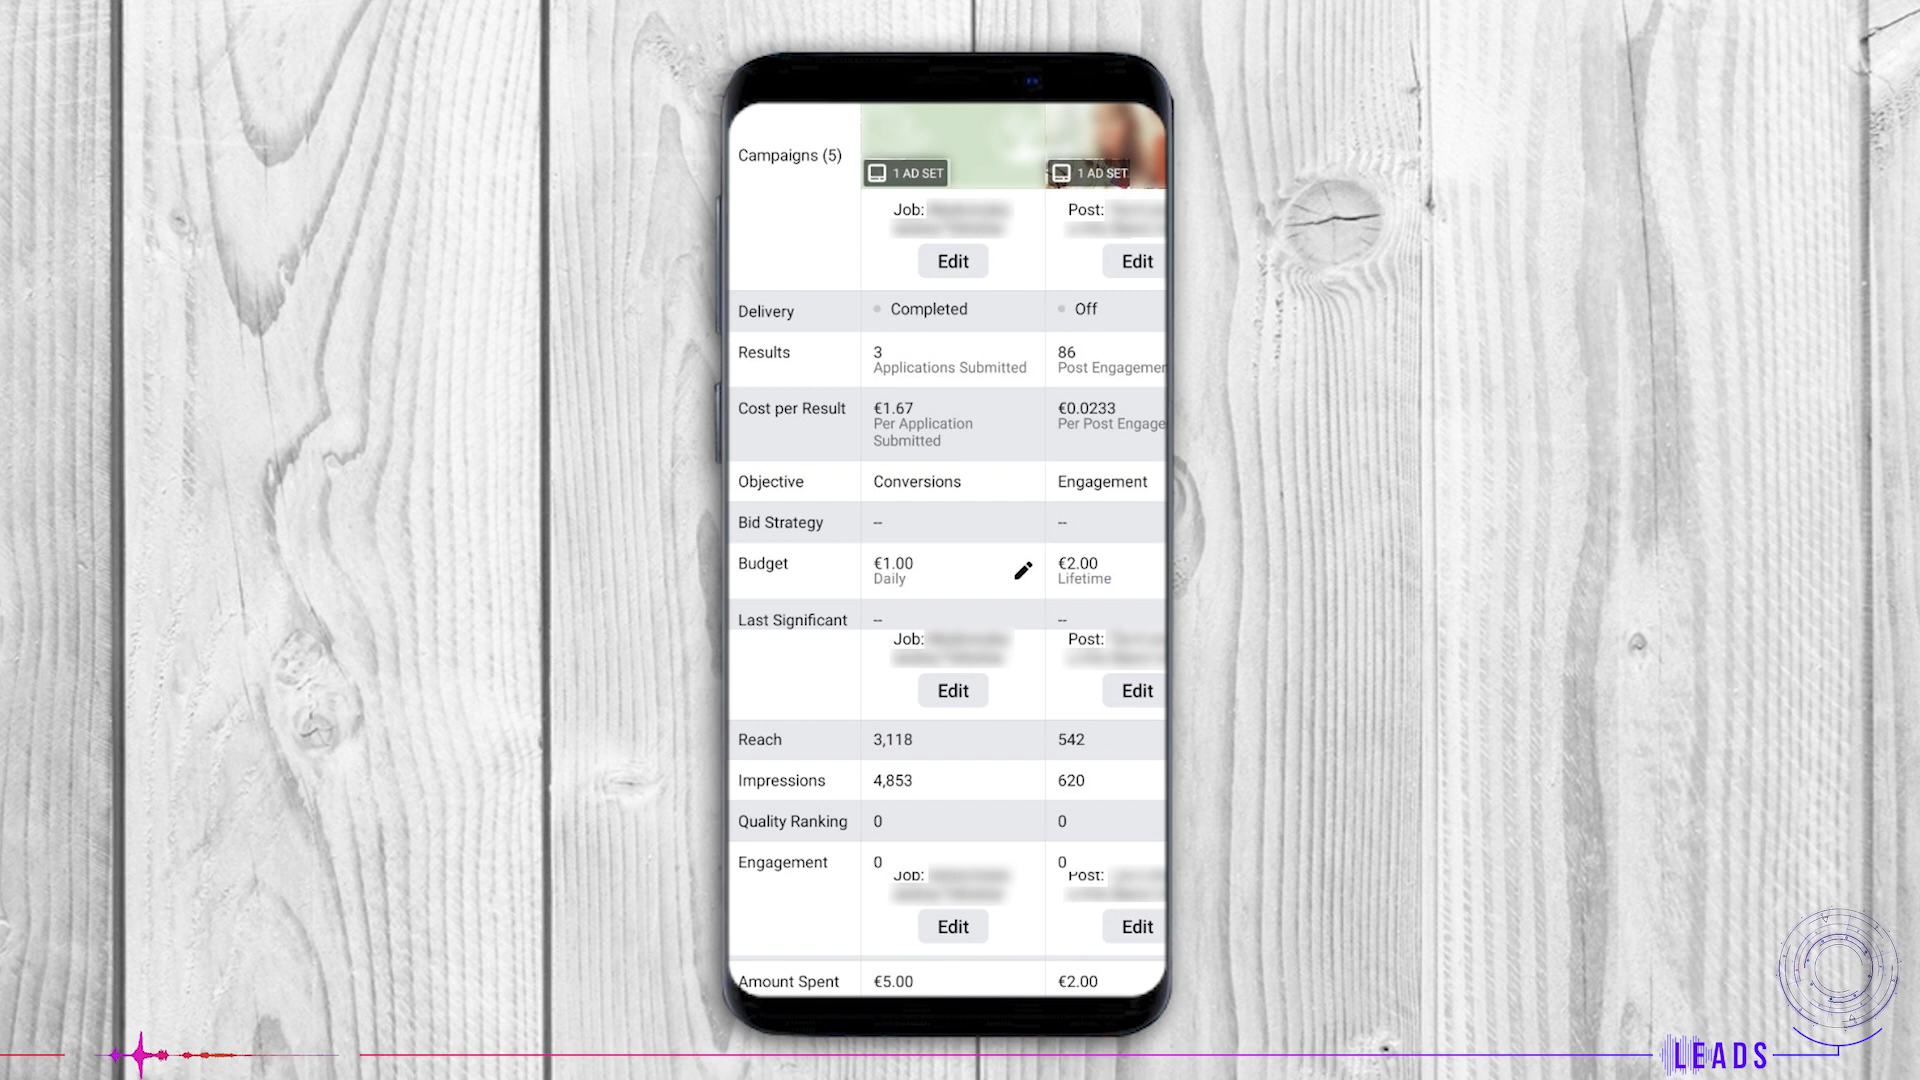 Campaigns (5)
1 AD SET
1 AD SET
Job:
Post:
Edit
Edit
Delivery
Completed
Off
Results
3
Applications Submitted
86
Post Engagemen
Cost per Result
€1.67
Per Application
Submitted
€0.0233
Per Post Engage
Objective
Conversions
Engagement
Bid Strategy
--
--
Budget
€1.00
Daily
€2.00
Lifetime
Last Significant
--
--
Job:
Post:
Edit
Edit
Reach
3,118
542
Impressions
4,853
620
Quality Ranking
0
0
Engagement
0
0
Job:
Post:
Edit
Edit
Amount Spent
€5.00
€2.00
LEADS